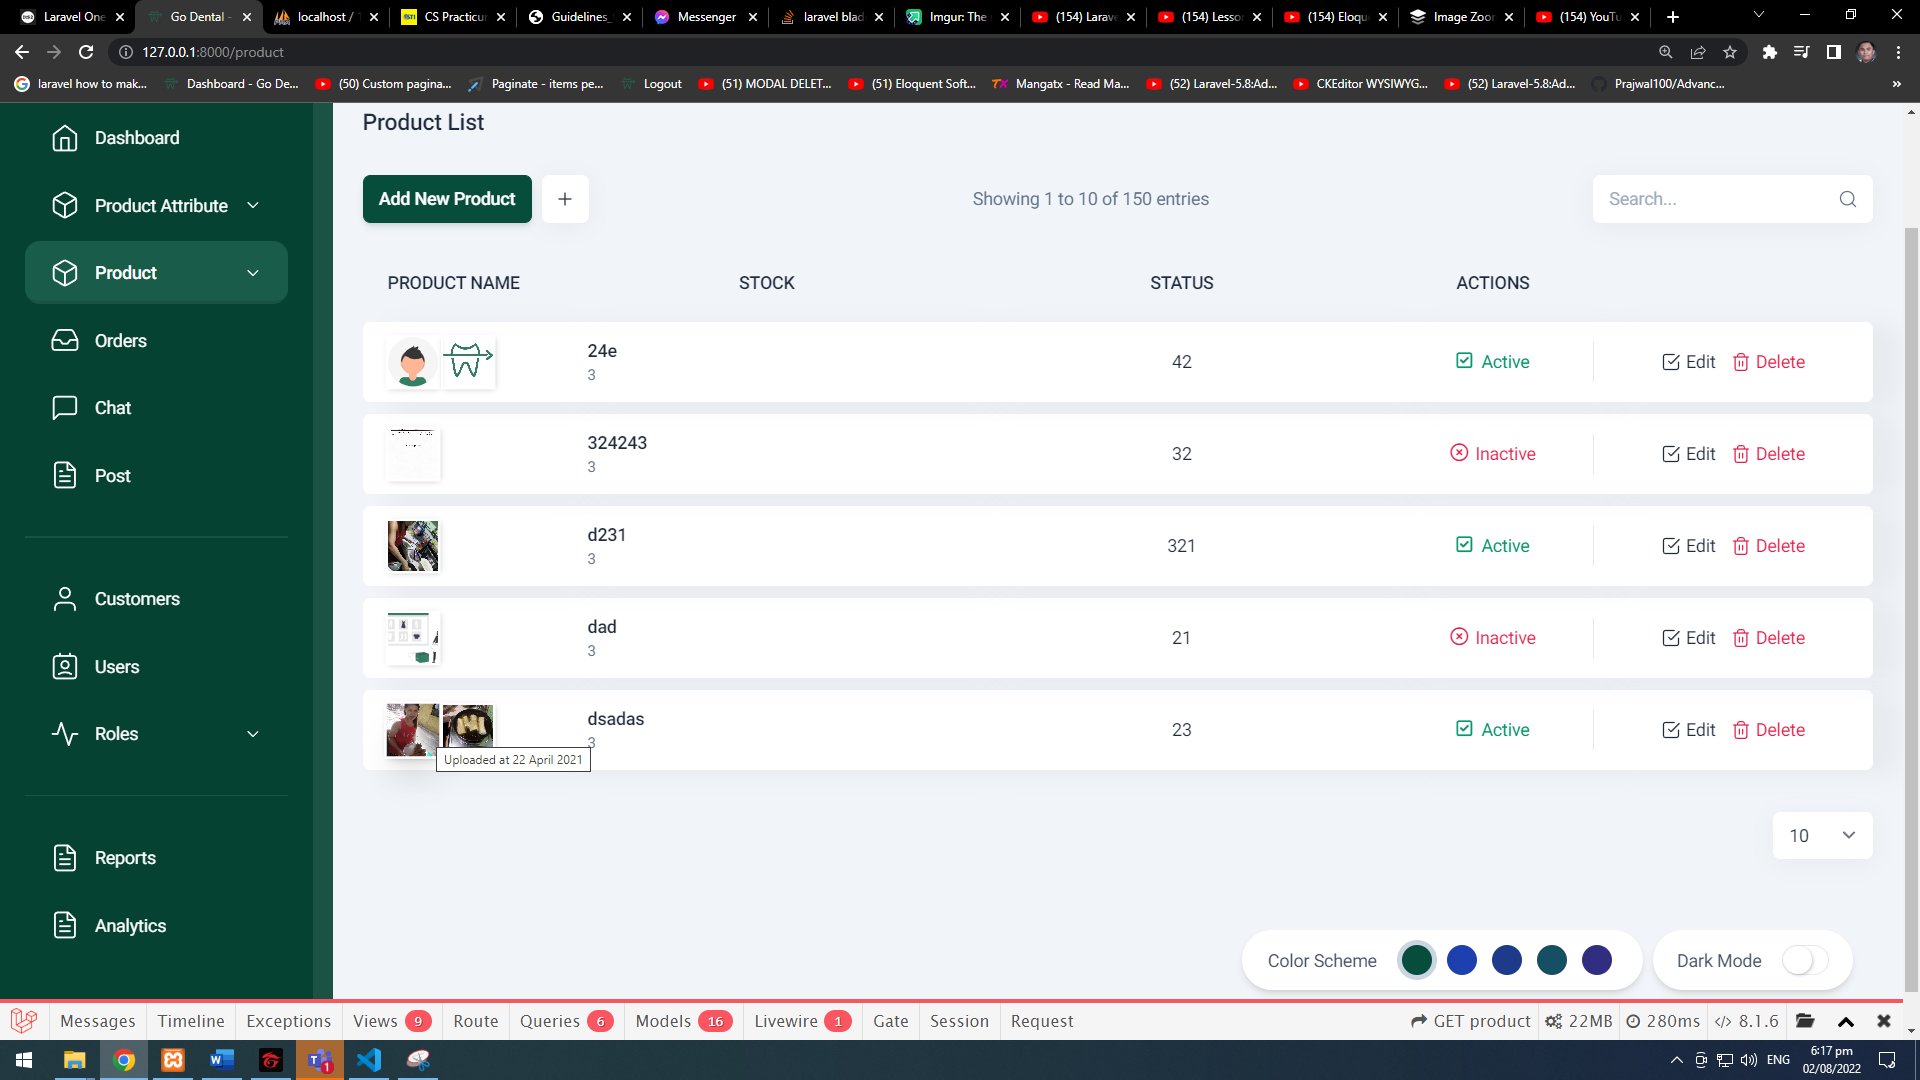 Laravel One
Go Dental -
localhost / 1
CS Practicur
Guidelines_
Messenger
laravel blad
Imgur: The
(154) Larave
(154) Lesso
(154) Eloqu
Image Zoor
(154) YouTu
127.0.0.1:8000/product
laravel how to mak...
Dashboard - Go De...
(50) Custom pagina...
Paginate - items pe...
Logout
(51) MODAL DELET...
(51) Eloquent Soft...
Mangatx - Read Ma...
(52) Laravel-5.8:Ad...
CKEditor WYSIWYG...
(52) Laravel-5.8:Ad...
Prajwal100/Advanc...
Dashboard
Product Attribute
Product
Orders
Chat
Post
Customers
Users
Roles
Reports
Analytics
Product List
Add New Product
Showing 1 to 10 of 150 entries
Search...
PRODUCT NAME STOCK STATUS ACTIONS
24e
3
42 Active Edit Delete
324243
3
32 Inactive Edit Delete
d231
3
321 Active Edit Delete
dad
3
21 Inactive Edit Delete
dsadas
3
23 Active Edit Delete
Uploaded at 22 April 2021
10
Color Scheme
Dark Mode
Messages Timeline Exceptions Views 9 Route Queries 6 Models 16 Livewire 1 Gate Session Request GET product 22MB 280ms 8.1.6
1
ENG
6:17 pm
02/08/2022